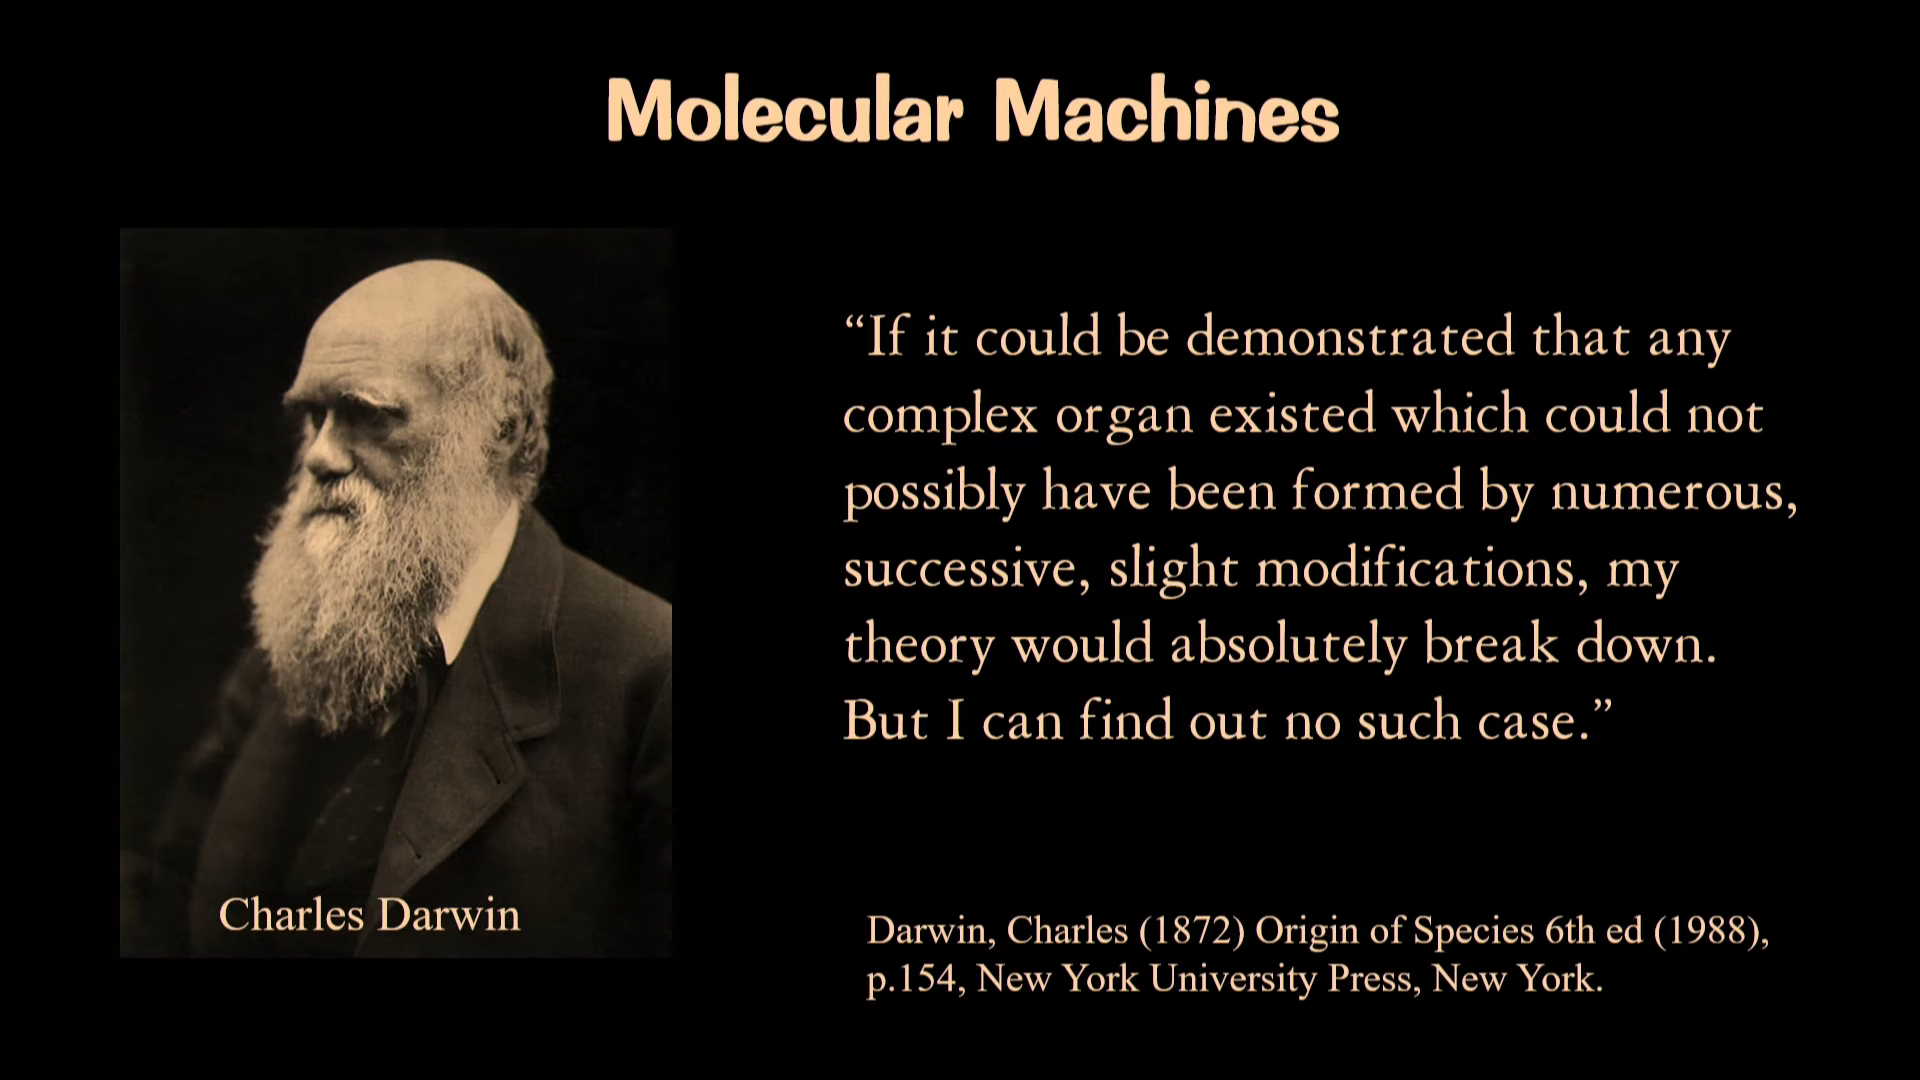 Molecular Machines
“If it could be demonstrated that any
complex organ existed which could not
possibly have been formed by numerous,
successive, slight modifications, my
theory would absolutely break down.
But I can find out no such case.”
Charles Darwin
Darwin, Charles (1872) Origin of Species 6th ed (1988),
p.154, New York University Press, New York.